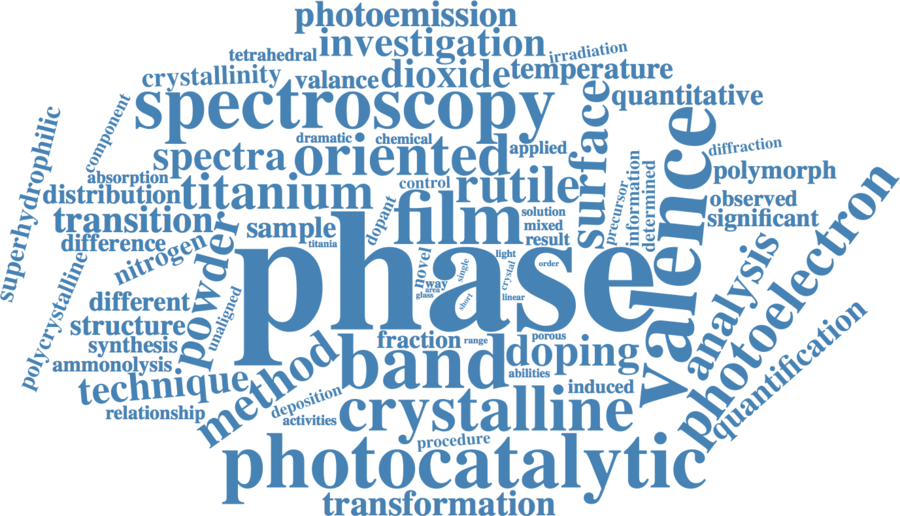 photoemission
investigation
tetrahedral
irradiation
crystallinity
valance
dioxide
temperature
spectroscopy
quantitative
superhydrophilic
component
surface
valence
dramatic
chemical
applied
diffraction
spectra
oriented
polymorph
absorption
control
rutile
precursor
information
determined
distribution
titanium
observed
photoelectron
transition
sample
dopant
film
solution
mixed
result
significant
difference
titania
nitrogen
powder
phase
novel
way
area
glass
single
short
light
crystal
linear
order
analysis
polycrystalline
different
unaligned
structure
synthesis
fraction
range
porous
band
doping
ammonolysis
method
abilities
quantification
technique
induced
relationship
deposition
activities
crystalline
procedure
photocatalytic
transformation